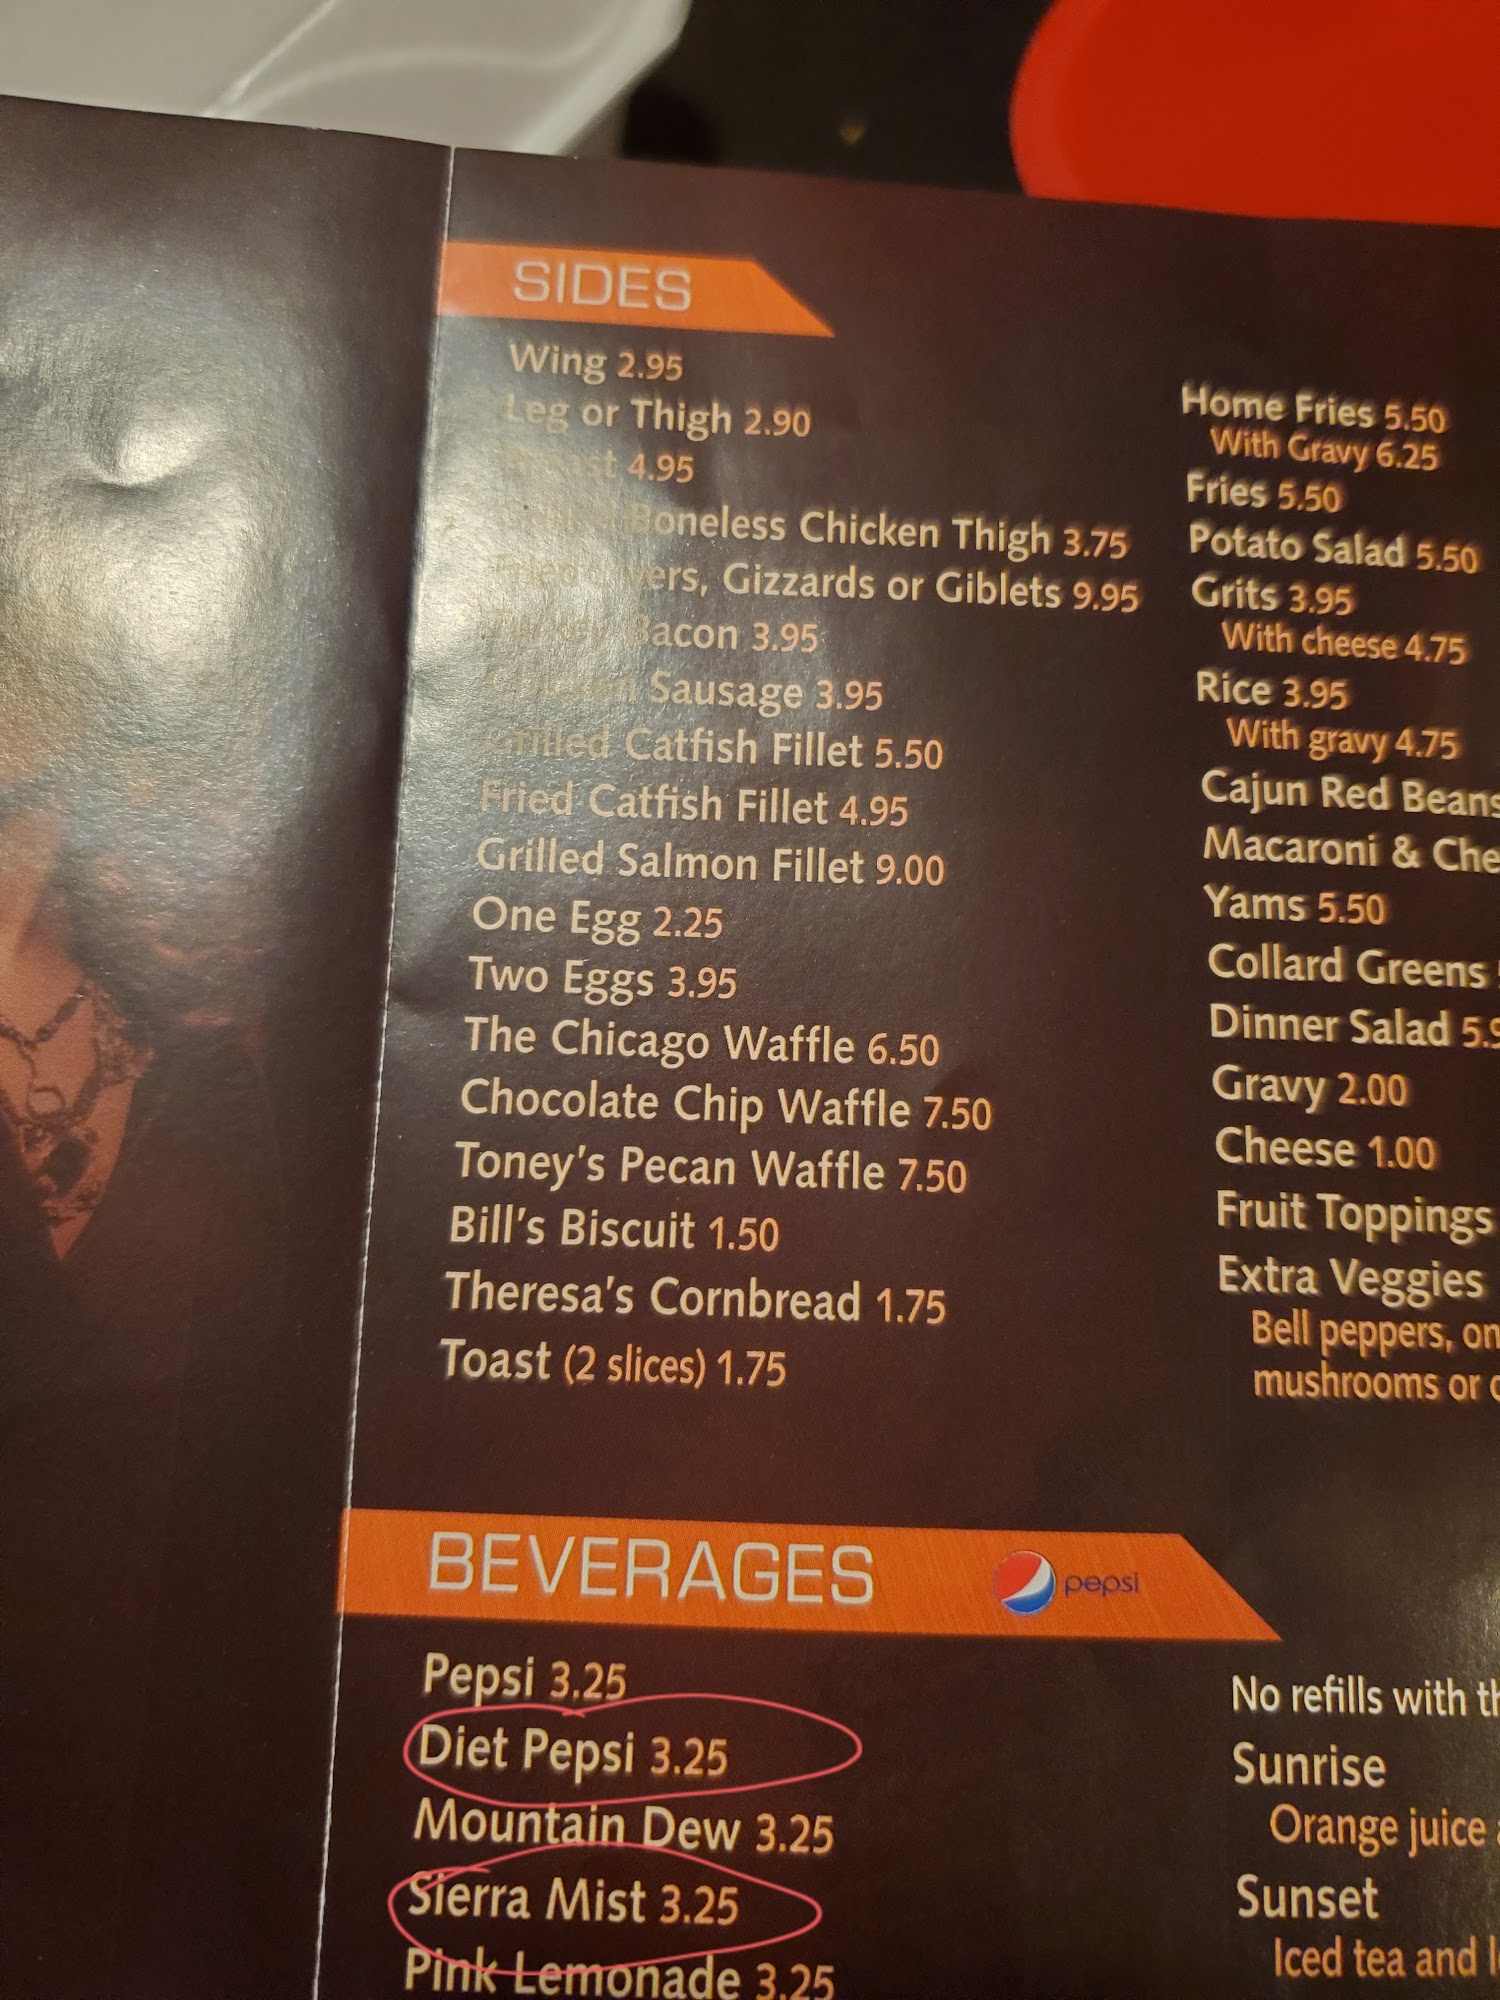 SIDES
Wing 2.95
Leg or Thigh 2.90
4.95
Boneless Chicken Thigh 3.75
Fried Gizzards or Giblets 9.95
Turkey Bacon 3.95
Chicken Sausage 3.95
Grilled Catfish Fillet 5.50
Fried Catfish Fillet 4.95
Grilled Salmon Fillet 9.00
One Egg 2.25
Two Eggs 3.95
The Chicago Waffle 6.50
Chocolate Chip Waffle 7.50
Toney's Pecan Waffle 7.50
Bill's Biscuit 1.50
Theresa's Cornbread 1.75
Toast (2 slices) 1.75
Home Fries 5.50
With Gravy 6.25
Fries 5.50
Potato Salad 5.50
Grits 3.95
With cheese 4.75
Rice 3.95
With gravy 4.75
Cajun Red Beans
Macaroni &
Yams 5.50
Collard Greens
Dinner Salad
Gravy 2.00
Cheese 1.00
Fruit Toppings
Extra Veggies
Bell peppers,
mushrooms or
BEVERAGES
pepsi
Pepsi 3.25
Diet Pepsi 3.25
Mountain Dew 3.25
Sierra Mist 3.25
Pink Lemonade 3.25
No refills with
Sunrise
Orange juice
Sunset
Iced tea and